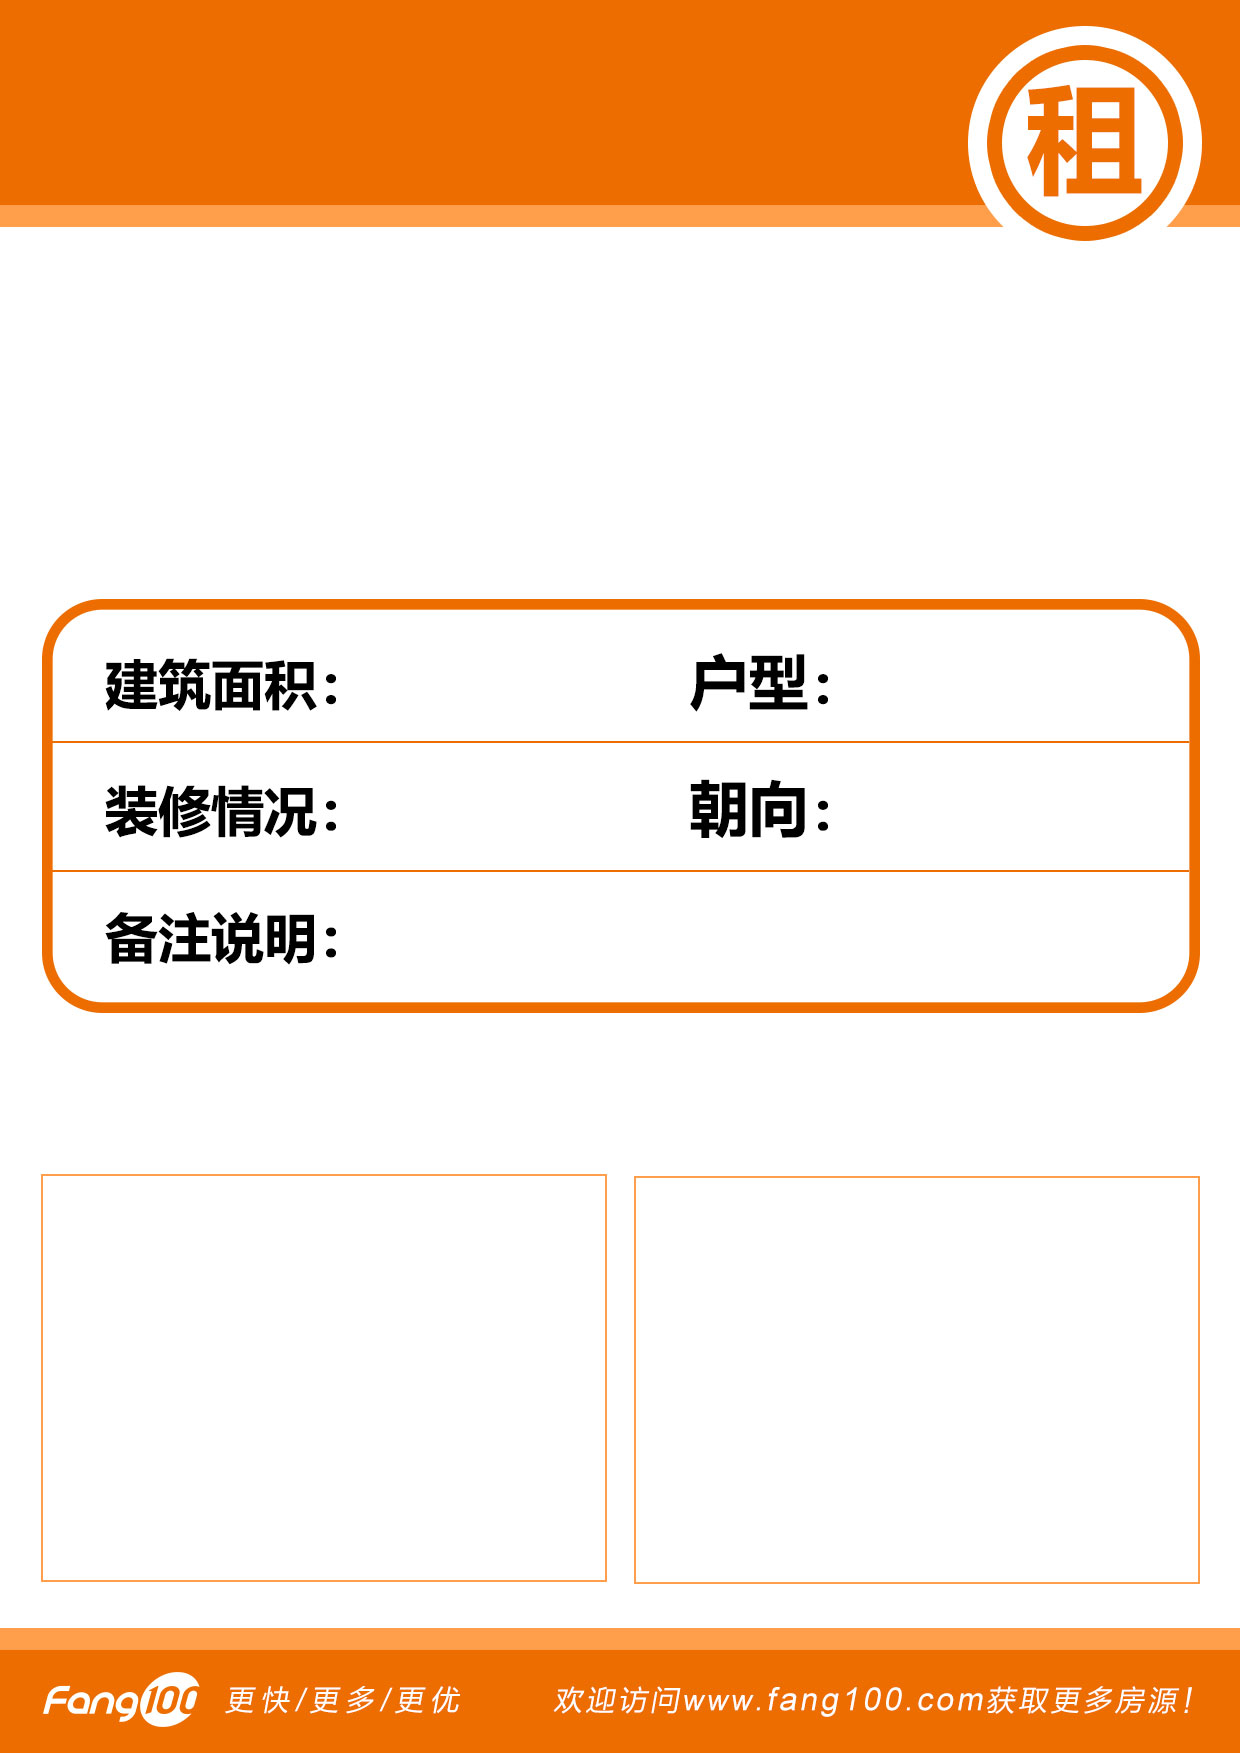 租
建筑面积： 户型：
装修情况： 朝向：
备注说明：
Fang100 更快/更多/更优 欢迎访问www.fang100.com获取更多房源！